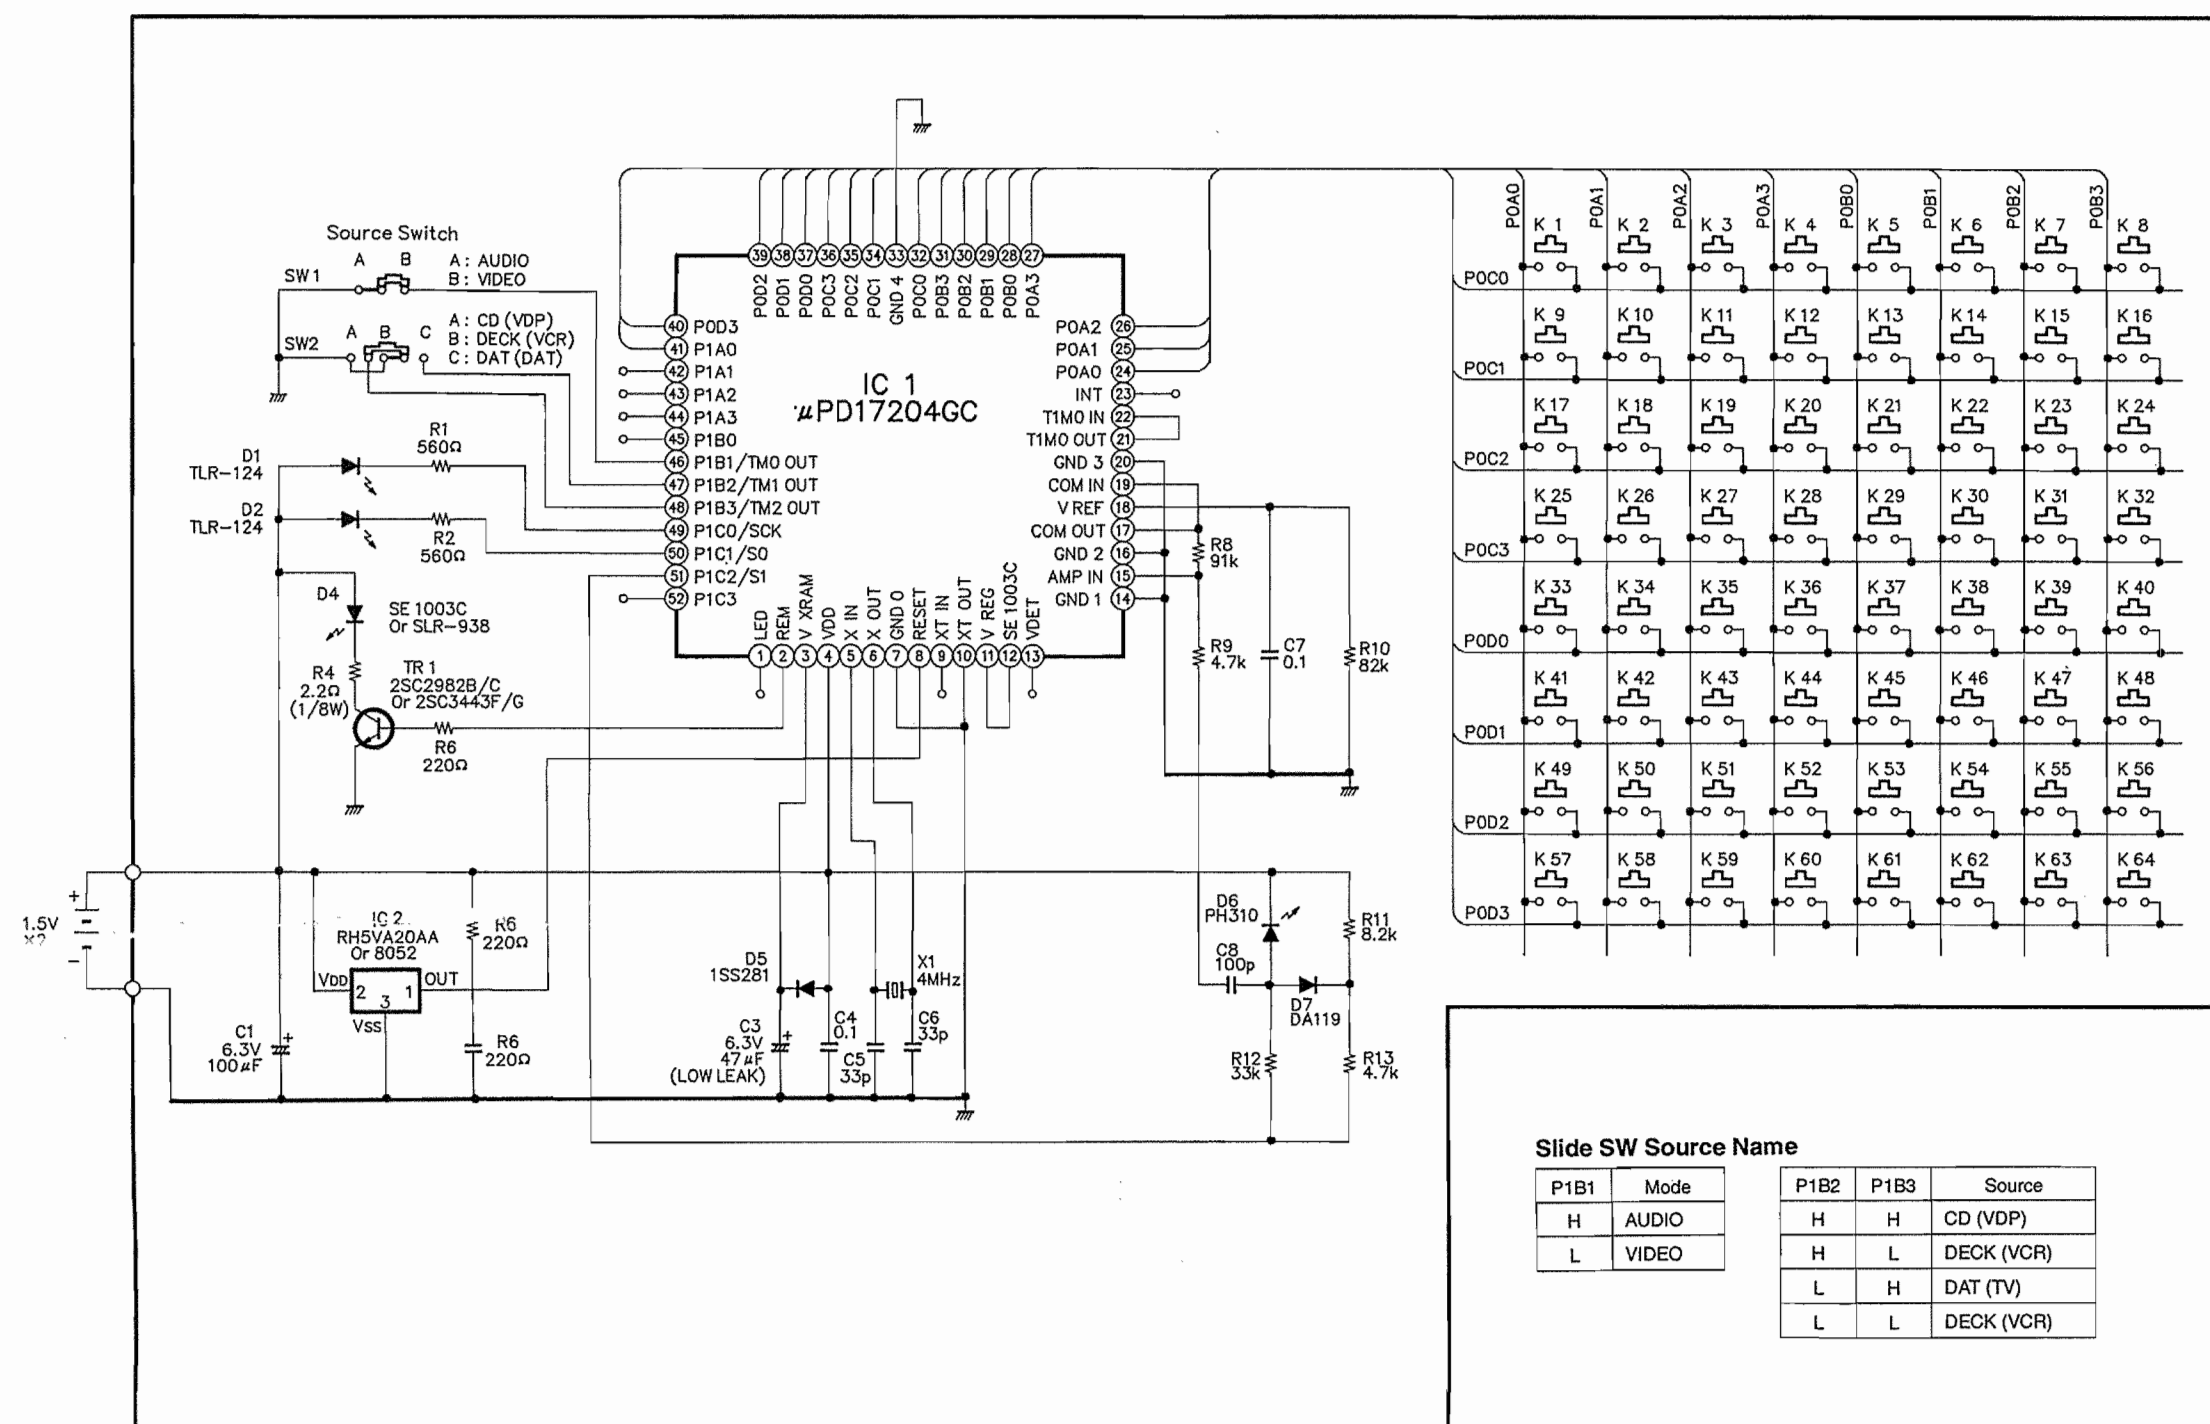 Source Switch
A B
A : AUDIO
B : VIDEO
SW1
A B C
A : CD (VDP)
B : DECK (VCR)
C : DAT (DAT)
SW2
D1
TLR-124
R1
560Ω
D2
TLR-124
R2
560Ω
D4
SE 1003C
Or SLR-938
R4
2.2Ω
(1/8W)
TR 1
2SC2982B/C
Or 2SC3443F/G
R6
220Ω
IC 1
μPD17204GC
39 38 37 36 35 34 33 32 31 30 29 28 27
P0D2 P0D1 P0D0 P0C3 P0C2 P0C1 GND 4 P0C0 P0B3 P0B2 P0B1 P0B0 P0A3
40 P0D3
41 P1A0
42 P1A1
43 P1A2
44 P1A3
45 P1B0
46 P1B1/TM0 OUT
47 P1B2/TM1 OUT
48 P1B3/TM2 OUT
49 P1C0/SCK
50 P1C1/S0
51 P1C2/S1
52 P1C3
P0A2 26
P0A1 25
P0A0 24
INT 23
T1M0 IN 22
T1M0 OUT 21
GND 3 20
COM IN 19
V REF 18
COM OUT 17
GND 2 16
AMP IN 15
GND 1 14
LED REM V XRAM VDD X IN X OUT GND 0 RESET XT IN XT OUT V REG SE 1003C VDET
1 2 3 4 5 6 7 8 9 10 11 12 13
R8
91k
R9
4.7k
C7
0.1
R10
82k
+
1.5V
−
IC 2
RH5VA20AA
Or 8052
VDD
OUT
2 1
3
VSS
C1
6.3V
100μF
+
R6
220Ω
R6
220Ω
D5
1SS281
C3
6.3V
47μF
(LOW LEAK)
+
C4
0.1
C5
33p
X1
4MHz
C6
33p
D6
PH310
C8
100p
D7
DA119
R11
8.2k
R12
33k
R13
4.7k
P0A0 P0A1 P0A2 P0A3 P0B0 P0B1 P0B2 P0B3
K 1 K 2 K 3 K 4 K 5 K 6 K 7 K 8
P0C0
K 9 K 10 K 11 K 12 K 13 K 14 K 15 K 16
P0C1
K 17 K 18 K 19 K 20 K 21 K 22 K 23 K 24
P0C2
K 25 K 26 K 27 K 28 K 29 K 30 K 31 K 32
P0C3
K 33 K 34 K 35 K 36 K 37 K 38 K 39 K 40
P0D0
K 41 K 42 K 43 K 44 K 45 K 46 K 47 K 48
P0D1
K 49 K 50 K 51 K 52 K 53 K 54 K 55 K 56
P0D2
K 57 K 58 K 59 K 60 K 61 K 62 K 63 K 64
P0D3
Slide SW Source Name
P1B1 Mode
H AUDIO
L VIDEO
P1B2 P1B3 Source
H H CD (VDP)
H L DECK (VCR)
L H DAT (TV)
L L DECK (VCR)